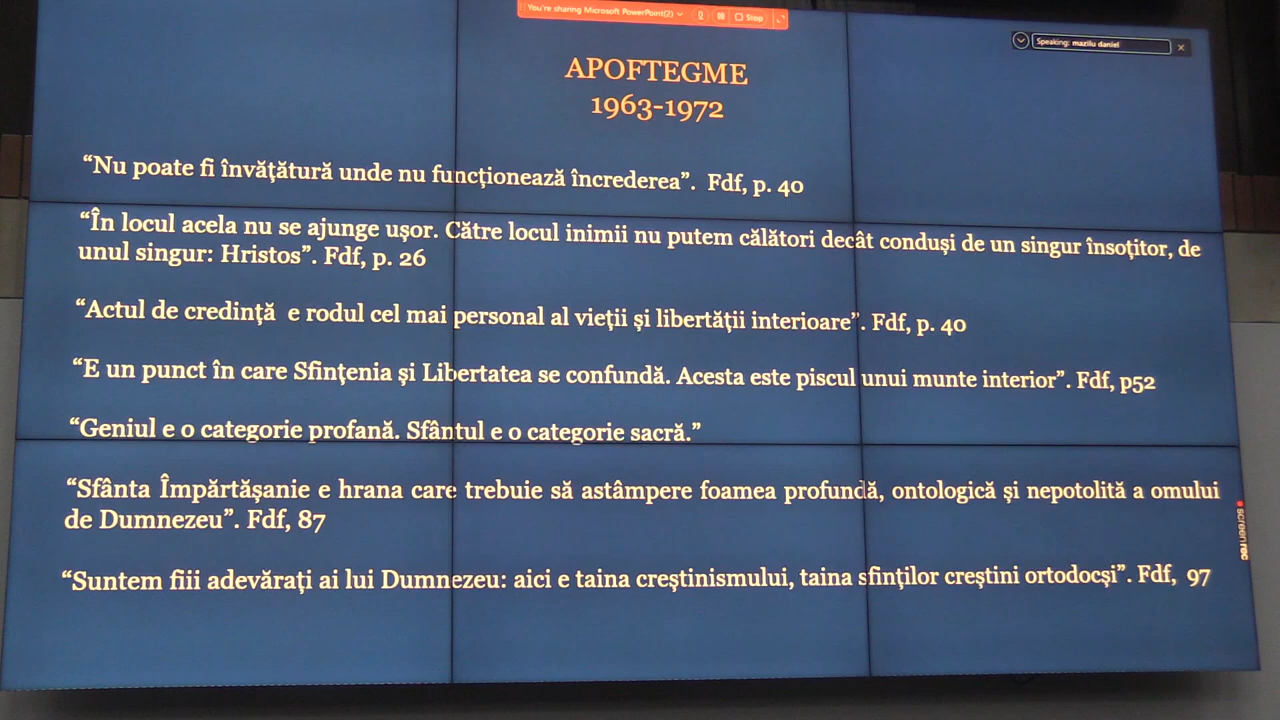 You're sharing Microsoft PowerPoint(2)
Stop
Speaking: mazilu daniel
APOFTEGME
1963-1972
“Nu poate fi învățătură unde nu funcționează încrederea”. Fdf, p. 40
“În locul acela nu se ajunge ușor. Către locul inimii nu putem călători decât conduși de un singur însoțitor, de
unul singur: Hristos”. Fdf, p. 26
“Actul de credință e rodul cel mai personal al vieții și libertății interioare”. Fdf, p. 40
“E un punct în care Sfințenia și Libertatea se confundă. Acesta este piscul unui munte interior”. Fdf, p52
“Geniul e o categorie profană. Sfântul e o categorie sacră.”
“Sfânta Împărtășanie e hrana care trebuie să astâmpere foamea profundă, ontologică și nepotolită a omului
de Dumnezeu”. Fdf, 87
“Suntem fiii adevărați ai lui Dumnezeu: aici e taina creștinismului, taina sfinților creștini ortodocși”. Fdf, 97
screenrec